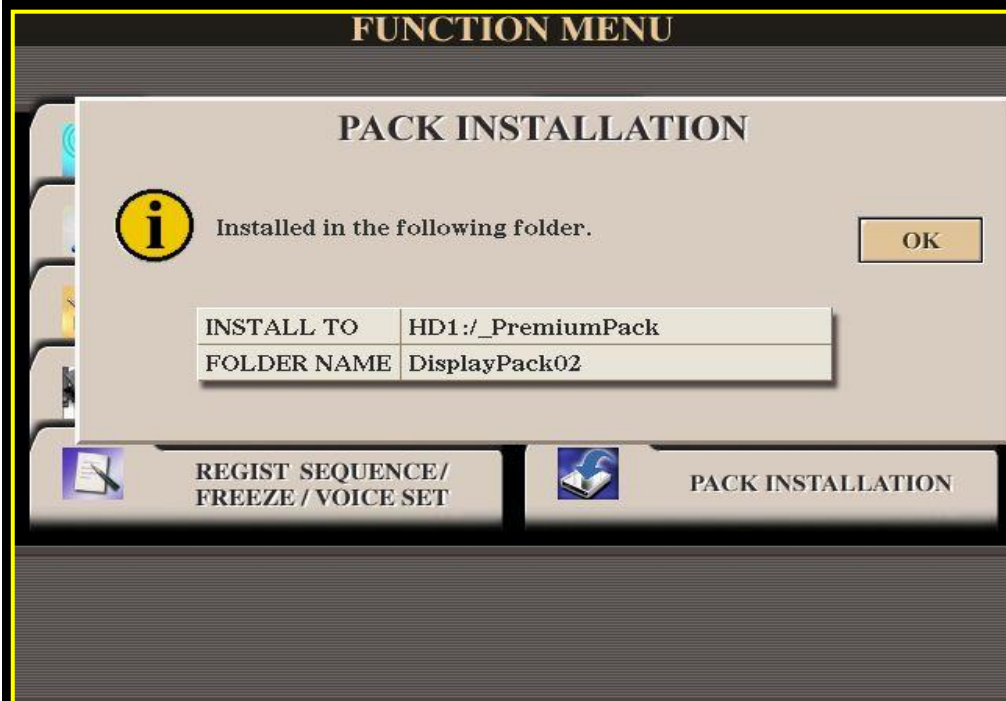 FUNCTION MENU
PACK INSTALLATION
Installed in the following folder.
OK
INSTALL TO HD1:/_PremiumPack
FOLDER NAME DisplayPack02
REGIST SEQUENCE/
FREEZE / VOICE SET
PACK INSTALLATION